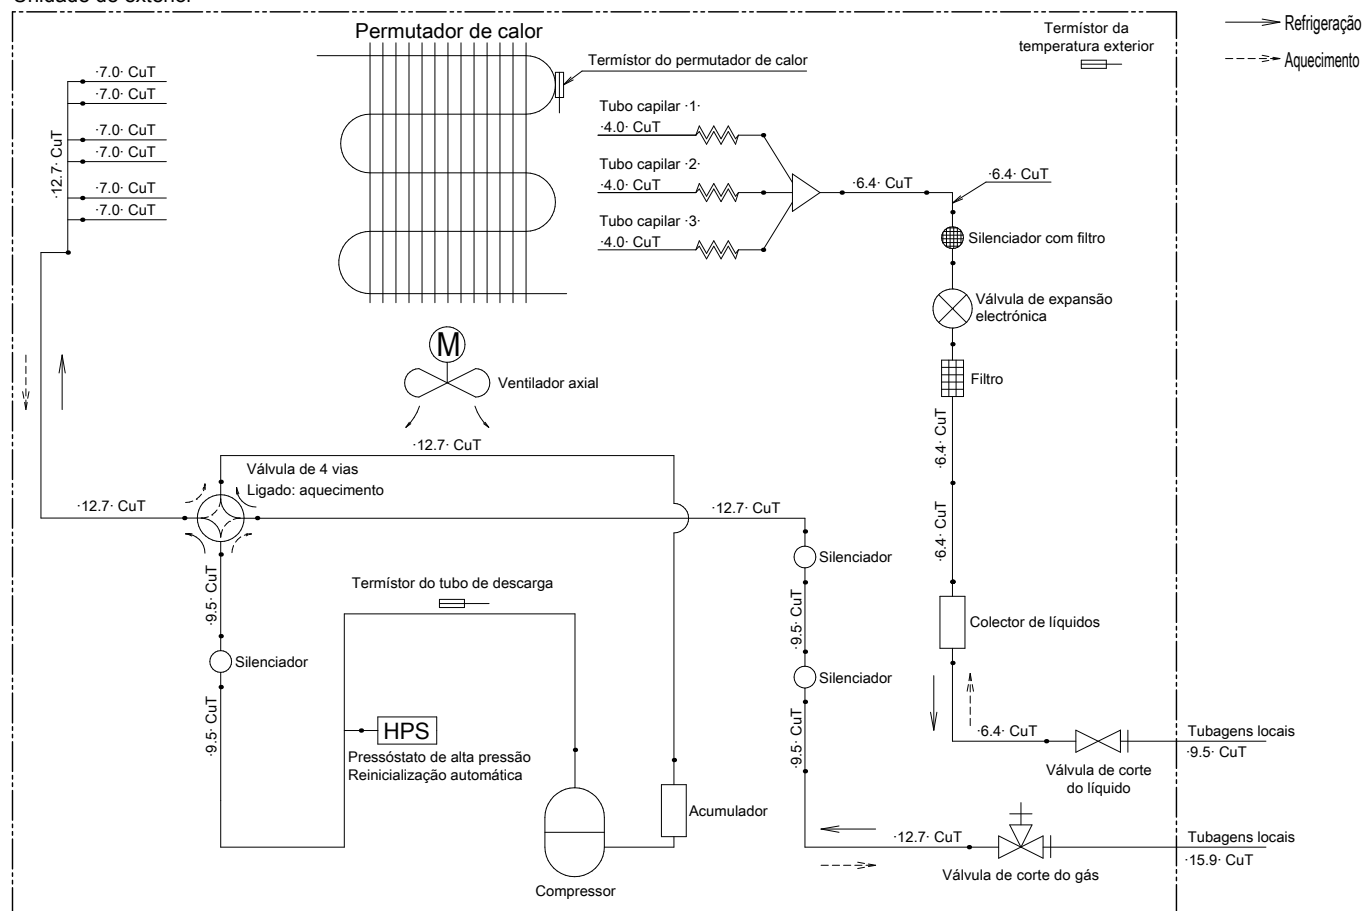 Unidade do exterior
Permutador de calor
Termístor do permutador de calor
Termístor da
temperatura exterior
Refrigeração
Aquecimento
·7.0· CuT
·7.0· CuT
·7.0· CuT
·7.0· CuT
·7.0· CuT
·7.0· CuT
·12.7· CuT
Tubo capilar ·1·
·4.0· CuT
Tubo capilar ·2·
·4.0· CuT
Tubo capilar ·3·
·4.0· CuT
·6.4· CuT
·6.4· CuT
Silenciador com filtro
Válvula de expansão
electrónica
Filtro
·6.4· CuT
·6.4· CuT
M
Ventilador axial
·12.7· CuT
Válvula de 4 vias
Ligado: aquecimento
·12.7· CuT
·12.7· CuT
Silenciador
·9.5· CuT
Silenciador
·9.5· CuT
Termístor do tubo de descarga
·9.5· CuT
Silenciador
·9.5· CuT
HPS
Pressóstato de alta pressão
Reinicialização automática
Compressor
Acumulador
Colector de líquidos
·6.4· CuT
Válvula de corte
do líquido
Tubagens locais
·9.5· CuT
·12.7· CuT
Válvula de corte do gás
Tubagens locais
·15.9· CuT